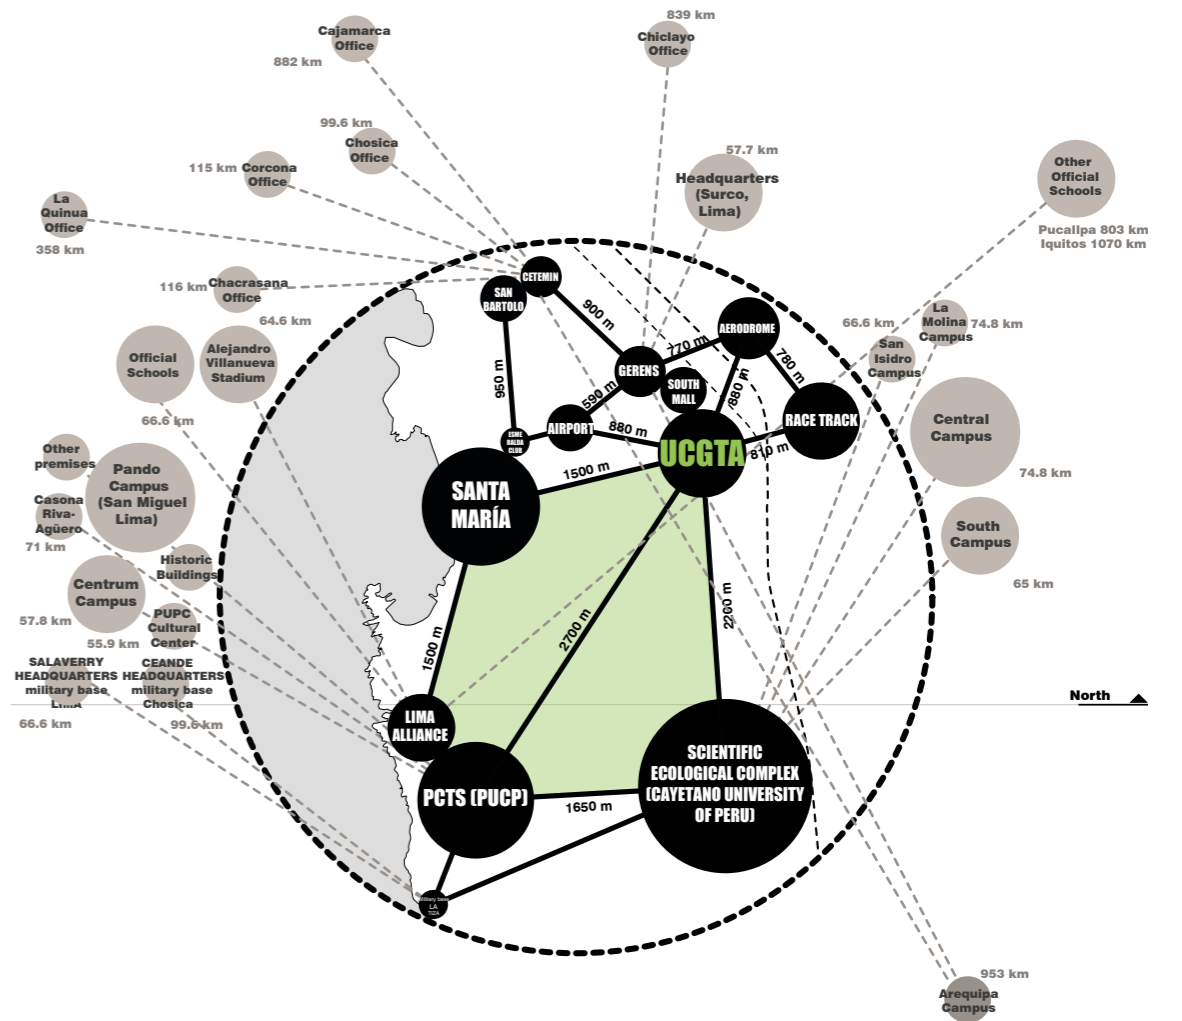 839 km
Cajamarca
Office
Chiclayo
Office
882 km
99.6 km
Chosica
Office
57.7 km
115 km
Corcona
Office
Headquarters
(Surco,
Lima)
Other
Official
Schools
La
Quinua
Office
358 km
Pucallpa 803 km
Iquitos 1070 km
116 km
Chacrasana
Office
CETEMIN
SAN
BARTOLO
64.6 km
900 m
AERODROME
66.6 km
La
Molina
Campus
74.8 km
San
Isidro
Campus
Official
Schools
Alejandro
Villanueva
Stadium
770 m
780 m
GERENS
SOUTH
MALL
950 m
590 m
880 m
66.6 km
AIRPORT
880 m
RACE TRACK
Central
Campus
ESME
RALDA
CLUB
UCGTA
810 m
Other
premises
Pando
Campus
(San Miguel
Lima)
1500 m
74.8 km
SANTA
MARÍA
Casona
Riva-
Agüero
71 km
South
Campus
Historic
Buildings
Centrum
Campus
65 km
57.8 km
2200 m
PUPC
Cultural
Center
2700 m
55.9 km
1500 m
SALAVERRY
HEADQUARTERS
military base
LIMA
CEANDE
HEADQUARTERS
military base
Chosica
66.6 km
99.6 km
North
LIMA
ALLIANCE
SCIENTIFIC
ECOLOGICAL COMPLEX
(CAYETANO UNIVERSITY
OF PERU)
PCTS (PUCP)
1650 m
Military base
LA
TIZA
953 km
Arequipa
Campus